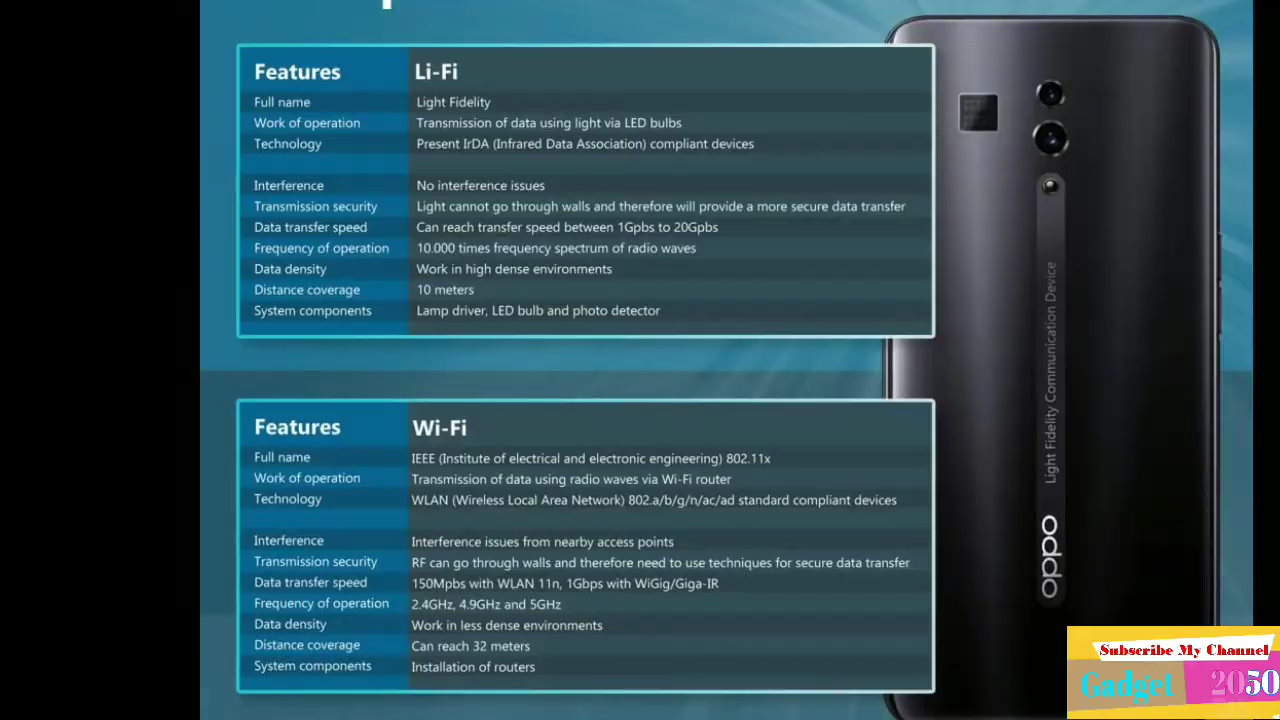 Features Li-Fi
Full name Light Fidelity
Work of operation Transmission of data using light via LED bulbs
Technology Present IrDA (Infrared Data Association) compliant devices
Interference No interference issues
Transmission security Light cannot go through walls and therefore will provide a more secure data transfer
Data transfer speed Can reach transfer speed between 1Gpbs to 20Gpbs
Frequency of operation 10.000 times frequency spectrum of radio waves
Data density Work in high dense environments
Distance coverage 10 meters
System components Lamp driver, LED bulb and photo detector
Features Wi-Fi
Full name IEEE (Institute of electrical and electronic engineering) 802.11x
Work of operation Transmission of data using radio waves via Wi-Fi router
Technology WLAN (Wireless Local Area Network) 802.a/b/g/n/ac/ad standard compliant devices
Interference Interference issues from nearby access points
Transmission security RF can go through walls and therefore need to use techniques for secure data transfer
Data transfer speed 150Mpbs with WLAN 11n, 1Gbps with WiGig/Giga-IR
Frequency of operation 2.4GHz, 4.9GHz and 5GHz
Data density Work in less dense environments
Distance coverage Can reach 32 meters
System components Installation of routers
Light Fidelity Communication Device
oppo
Subscribe My Channel
Gadget 2050